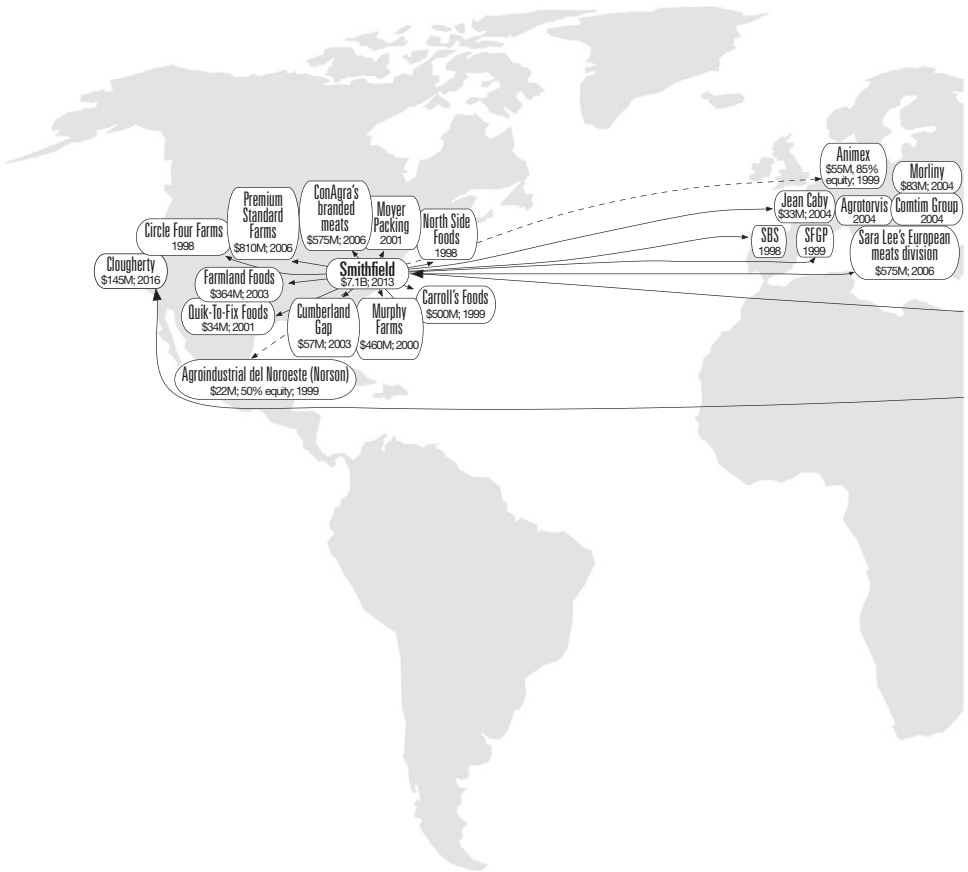 Animex
$55M, 85%
equity; 1999
Morliny
$83M; 2004
Jean Caby
$33M; 2004
Agrotorvis
2004
Comtim Group
2004
SBS
1998
SFGP
1999
Sara Lee's European
meats division
$575M; 2006
Circle Four Farms
1998
Premium
Standard
Farms
$810M; 2006
ConAgra's
branded
meats
$575M; 2006
Moyer
Packing
2001
North Side
Foods
1998
Clougherty
$145M; 2016
Farmland Foods
$364M; 2003
Smithfield
$7.1B; 2013
Quik-To-Fix Foods
$34M; 2001
Cumberland
Gap
$57M; 2003
Murphy
Farms
$460M; 2000
Carroll's Foods
$500M; 1999
Agroindustrial del Noroeste (Norson)
$22M; 50% equity; 1999